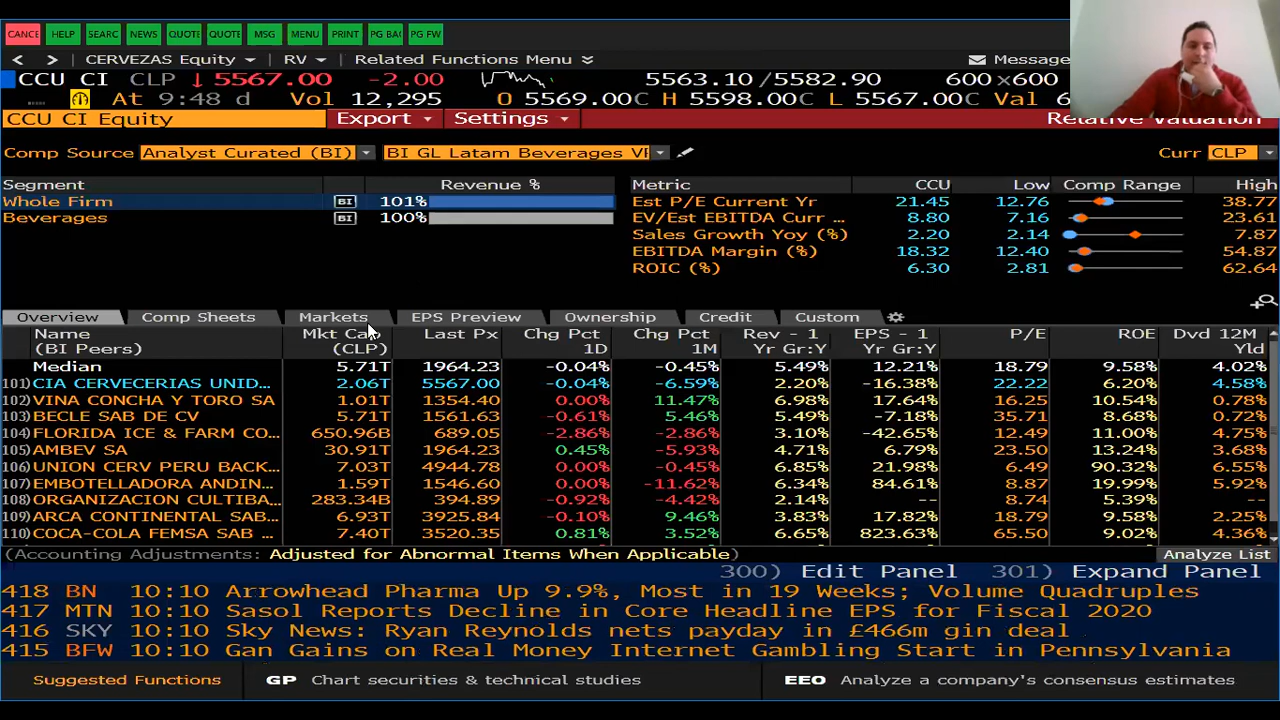 CANCE HELP SEARC NEWS QUOTE QUOTE MSG MENU PRINT PG BA PG FW
< > CERVEZAS Equity RV Related Functions Menu Message
CCU CI CLP ↓ 5567.00 -2.00 5563.10 /5582.90 600×600
At 9:48 d Vol 12,295 O 5569.00C H 5598.00C L 5567.00C Val 6
CCU CI Equity Export Settings Relative Valuation
Comp Source Analyst Curated (BI) BI GL Latam Beverages VF Curr CLP
Segment Revenue % Metric CCU Low Comp Range High
Whole Firm BI 101% Est P/E Current Yr 21.45 12.76 38.77
Beverages BI 100% EV/Est EBITDA Curr ... 8.80 7.16 23.61
Sales Growth Yoy (%) 2.20 2.14 7.87
EBITDA Margin (%) 18.32 12.40 54.87
ROIC (%) 6.30 2.81 62.64
Overview Comp Sheets Markets EPS Preview Ownership Credit Custom
Name Mkt Cap Last Px Chg Pct Chg Pct Rev - 1 EPS - 1 P/E ROE Dvd 12M
(BI Peers) (CLP) 1D 1M Yr Gr:Y Yr Gr:Y Yld
Median 5.71T 1964.23 -0.04% -0.45% 5.49% 12.21% 18.79 9.58% 4.02%
101) CIA CERVECERIAS UNID... 2.06T 5567.00 -0.04% -6.59% 2.20% -16.38% 22.22 6.20% 4.58%
102) VINA CONCHA Y TORO SA 1.01T 1354.40 0.00% 11.47% 6.98% 17.64% 16.25 10.54% 0.78%
103) BECLE SAB DE CV 5.71T 1561.63 -0.61% 5.46% 5.49% -7.18% 35.71 8.68% 0.72%
104) FLORIDA ICE & FARM CO... 650.96B 689.05 -2.86% -2.86% 3.10% -42.65% 12.49 11.00% 4.75%
105) AMBEV SA 30.91T 1964.23 0.45% -5.93% 4.71% 6.79% 23.50 13.24% 3.68%
106) UNION CERV PERU BACK... 7.03T 4944.78 0.00% -0.45% 6.85% 21.98% 6.49 90.32% 6.55%
107) EMBOTELLADORA ANDIN... 1.59T 1546.60 0.00% -11.62% 6.34% 84.61% 8.87 19.99% 5.92%
108) ORGANIZACION CULTIBA... 283.34B 394.89 -0.92% -4.42% 2.14% -- 8.74 5.39% --
109) ARCA CONTINENTAL SAB... 6.93T 3925.84 -0.10% 9.46% 3.83% 17.82% 18.79 9.58% 2.25%
110) COCA-COLA FEMSA SAB ... 7.40T 3520.35 0.81% 3.52% 6.65% 823.63% 65.50 9.02% 4.36%
(Accounting Adjustments: Adjusted for Abnormal Items When Applicable) Analyze List
300) Edit Panel 301) Expand Panel
418 BN 10:10 Arrowhead Pharma Up 9.9%, Most in 19 Weeks; Volume Quadruples
417 MTN 10:10 Sasol Reports Decline in Core Headline EPS for Fiscal 2020
416 SKY 10:10 Sky News: Ryan Reynolds nets payday in £466m gin deal
415 BFW 10:10 Gan Gains on Real Money Internet Gambling Start in Pennsylvania
Suggested Functions GP Chart securities & technical studies EEO Analyze a company's consensus estimates